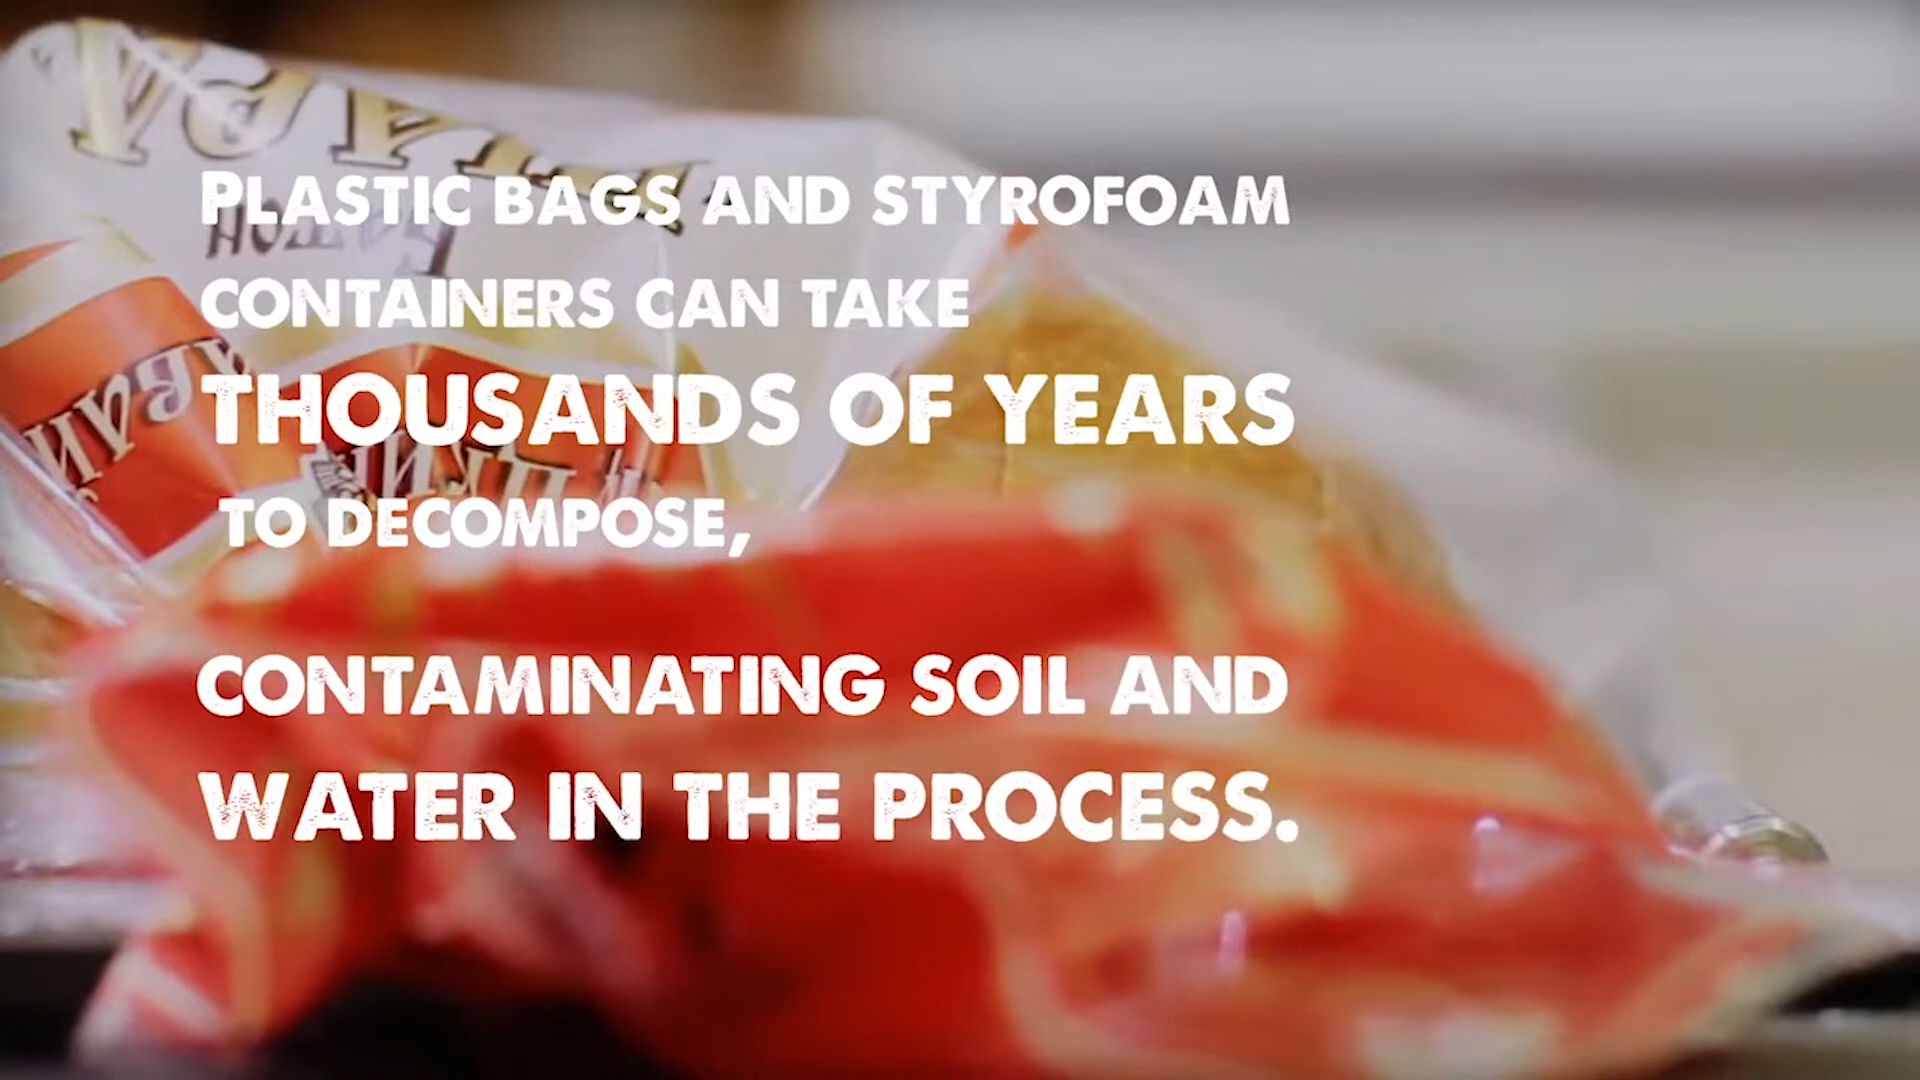 Plastic bags and styrofoam
containers can take
thousands of years
to decompose,
contaminating soil and
water in the process.